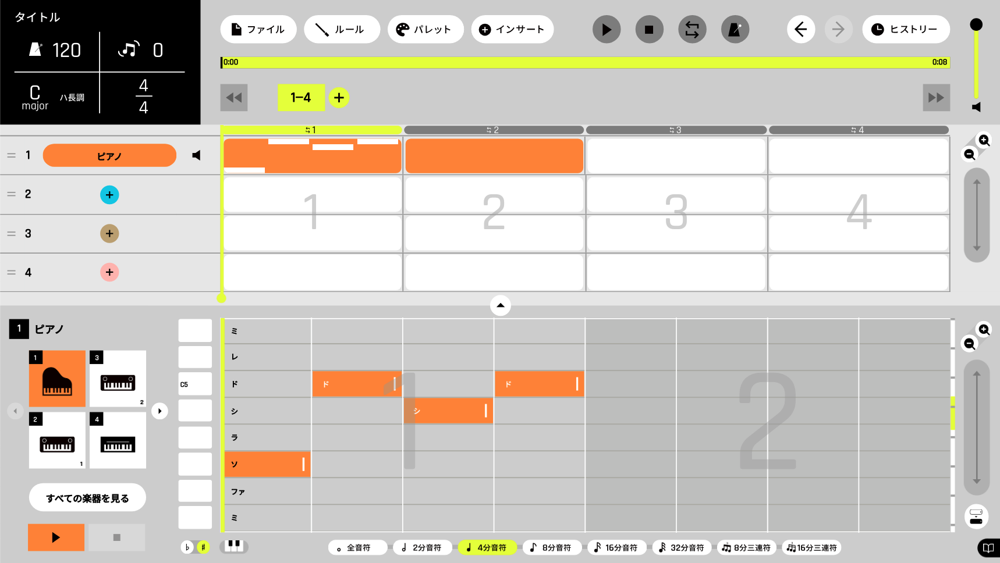 タイトル
120
0
C
major
ハ長調
4
4
ファイル
ルール
パレット
インサート
ヒストリー
0:00
0:08
1–4
1
2
3
4
1
ピアノ
2
3
4
1
2
3
4
1
ピアノ
1
3
2
2
1
4
すべての楽器を見る
C5
ミ
レ
ド
ド
ド
シ
シ
ラ
ソ
ファ
ミ
1
2
♭
♯
全音符
2分音符
4分音符
8分音符
16分音符
32分音符
8分三連符
16分三連符